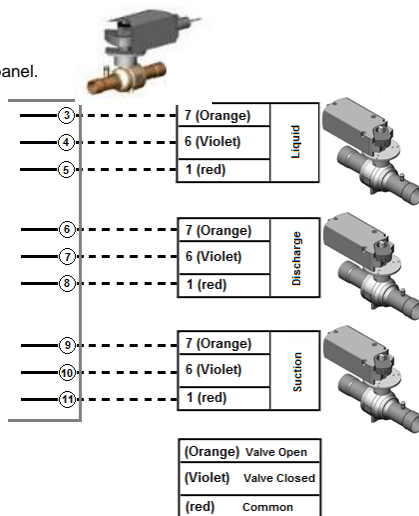 panel.
3 7 (Orange)
4 6 (Violet)
5 1 (red)
Liquid
6 7 (Orange)
7 6 (Violet)
8 1 (red)
Discharge
9 7 (Orange)
10 6 (Violet)
11 1 (red)
Suction
(Orange) Valve Open
(Violet) Valve Closed
(red) Common